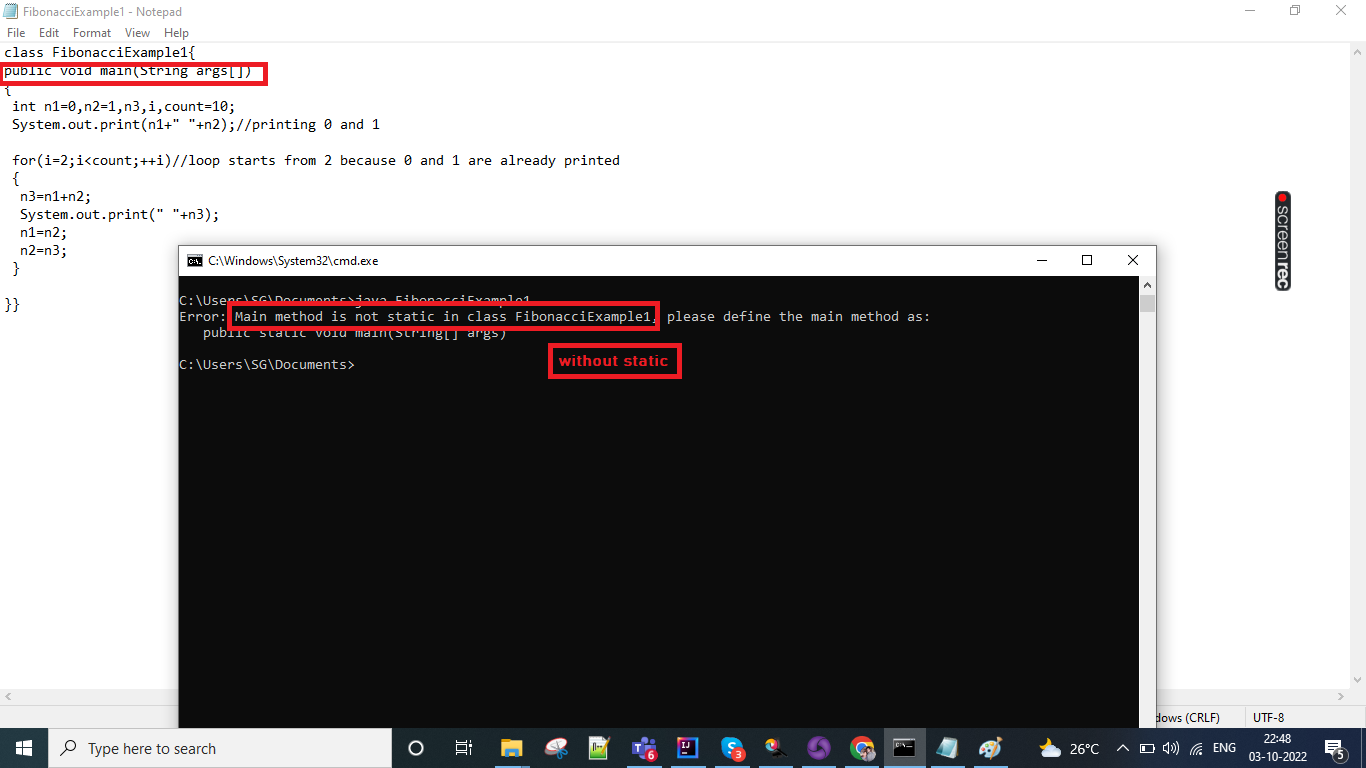 FibonacciExample1 - Notepad
File Edit Format View Help
class FibonacciExample1{
public void main(String args[])
{
int n1=0,n2=1,n3,i,count=10;
System.out.print(n1+" "+n2);//printing 0 and 1
for(i=2;i<count;++i)//loop starts from 2 because 0 and 1 are already printed
{
n3=n1+n2;
System.out.print(" "+n3);
n1=n2;
n2=n3;
}
}}
screenrec
C:\Windows\System32\cmd.exe
C:\Users\SG\Documents>java FibonacciExample1
Error: Main method is not static in class FibonacciExample1, please define the main method as:
public static void main(String[] args)
without static
C:\Users\SG\Documents>
(CRLF) UTF-8
Type here to search
6
3
26°C ENG
22:48
03-10-2022
5